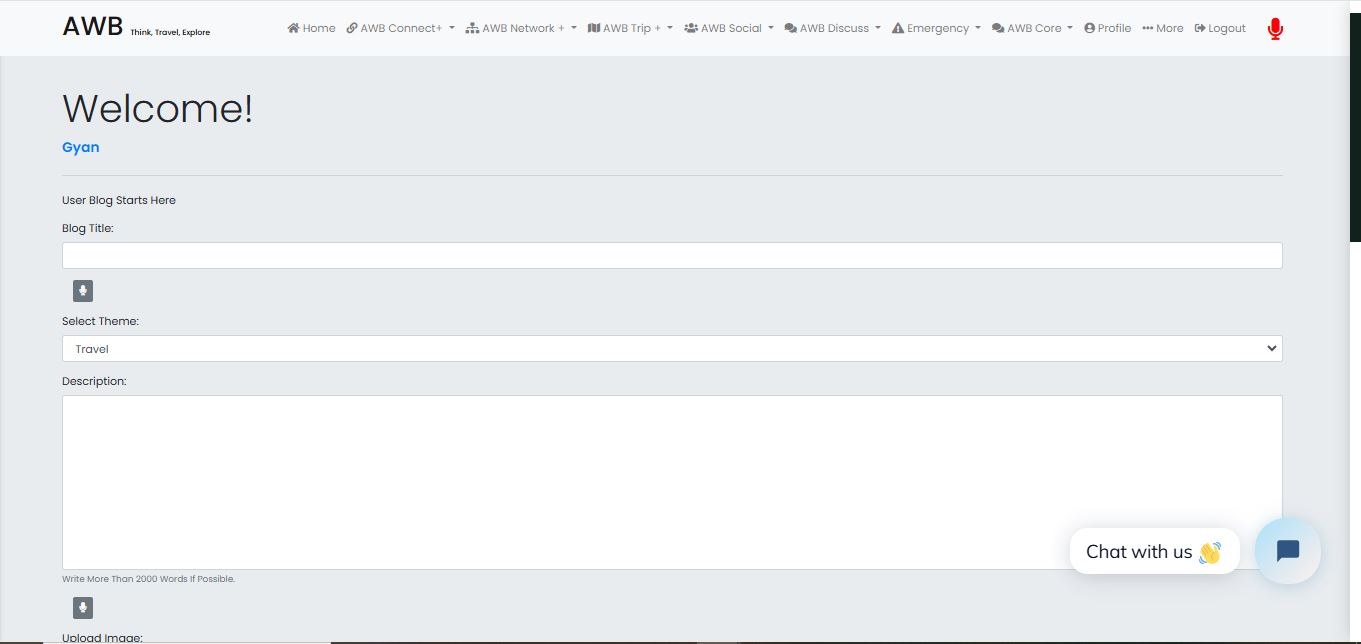 AWB Think, Travel, Explore Home AWB Connect+ AWB Network + AWB Trip + AWB Social AWB Discuss Emergency AWB Core Profile More Logout
Welcome!
Gyan
User Blog Starts Here
Blog Title:
Select Theme:
Travel
Description:
Chat with us 👋
Write More Than 2000 Words If Possible.
Upload Image: